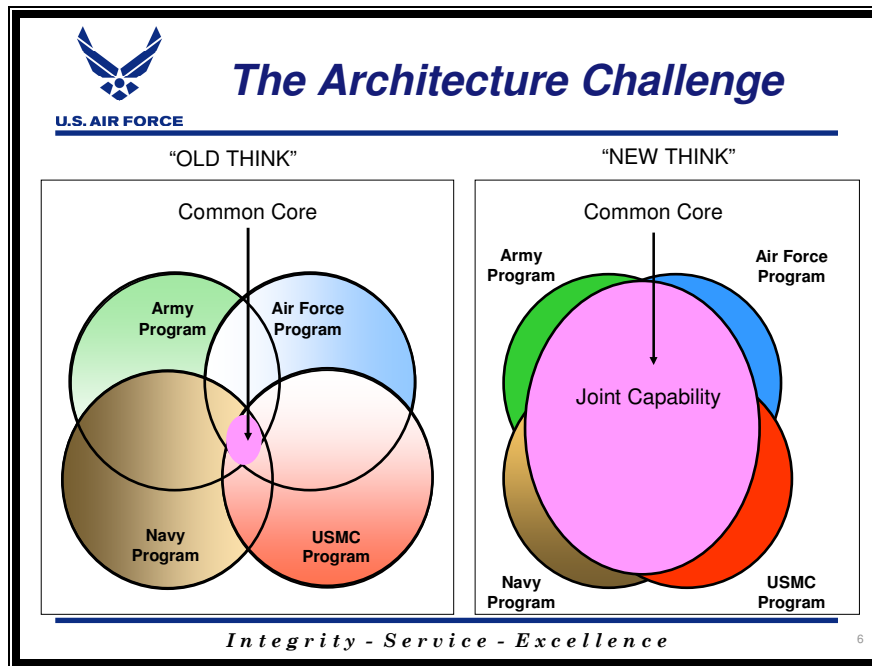 The Architecture Challenge
U.S. AIR FORCE
“OLD THINK”
Common Core
Army
Program
Air Force
Program
Navy
Program
USMC
Program
“NEW THINK”
Common Core
Army
Program
Air Force
Program
Joint Capability
Navy
Program
USMC
Program
Integrity - Service - Excellence
6